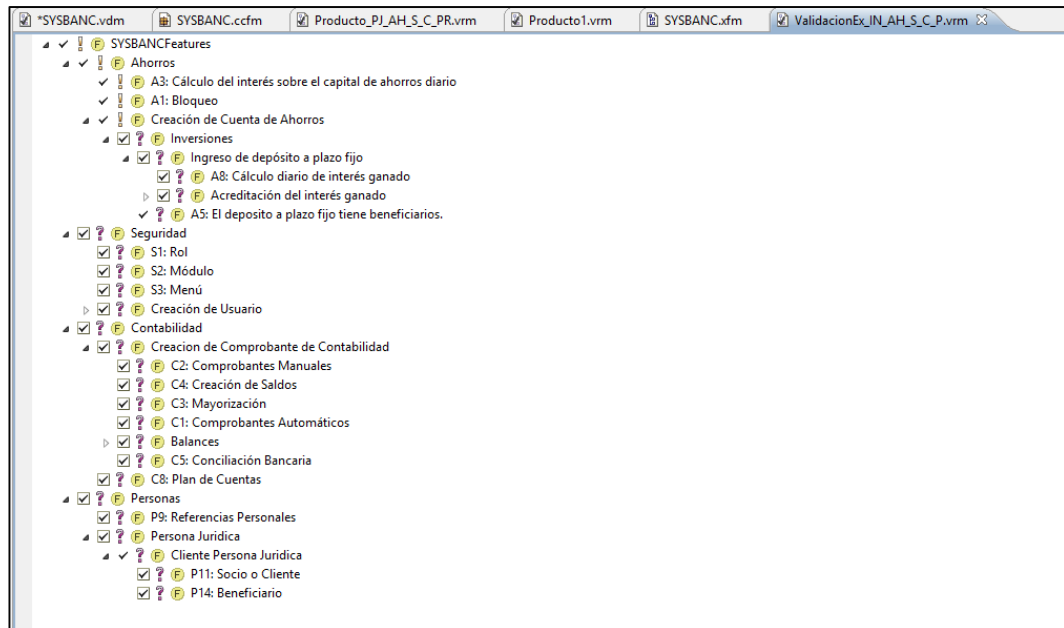 *SYSBANC.vdm SYSBANC.ccfm Producto_PJ_AH_S_C_PR.vrm Producto1.vrm SYSBANC.xfm ValidacionEx_IN_AH_S_C_P.vrm
SYSBANCFeatures
Ahorros
A3: Cálculo del interés sobre el capital de ahorros diario
A1: Bloqueo
Creación de Cuenta de Ahorros
Inversiones
Ingreso de depósito a plazo fijo
A8: Cálculo diario de interés ganado
Acreditación del interés ganado
A5: El deposito a plazo fijo tiene beneficiarios.
Seguridad
S1: Rol
S2: Módulo
S3: Menú
Creación de Usuario
Contabilidad
Creacion de Comprobante de Contabilidad
C2: Comprobantes Manuales
C4: Creación de Saldos
C3: Mayorización
C1: Comprobantes Automáticos
Balances
C5: Conciliación Bancaria
C8: Plan de Cuentas
Personas
P9: Referencias Personales
Persona Juridica
Cliente Persona Juridica
P11: Socio o Cliente
P14: Beneficiario